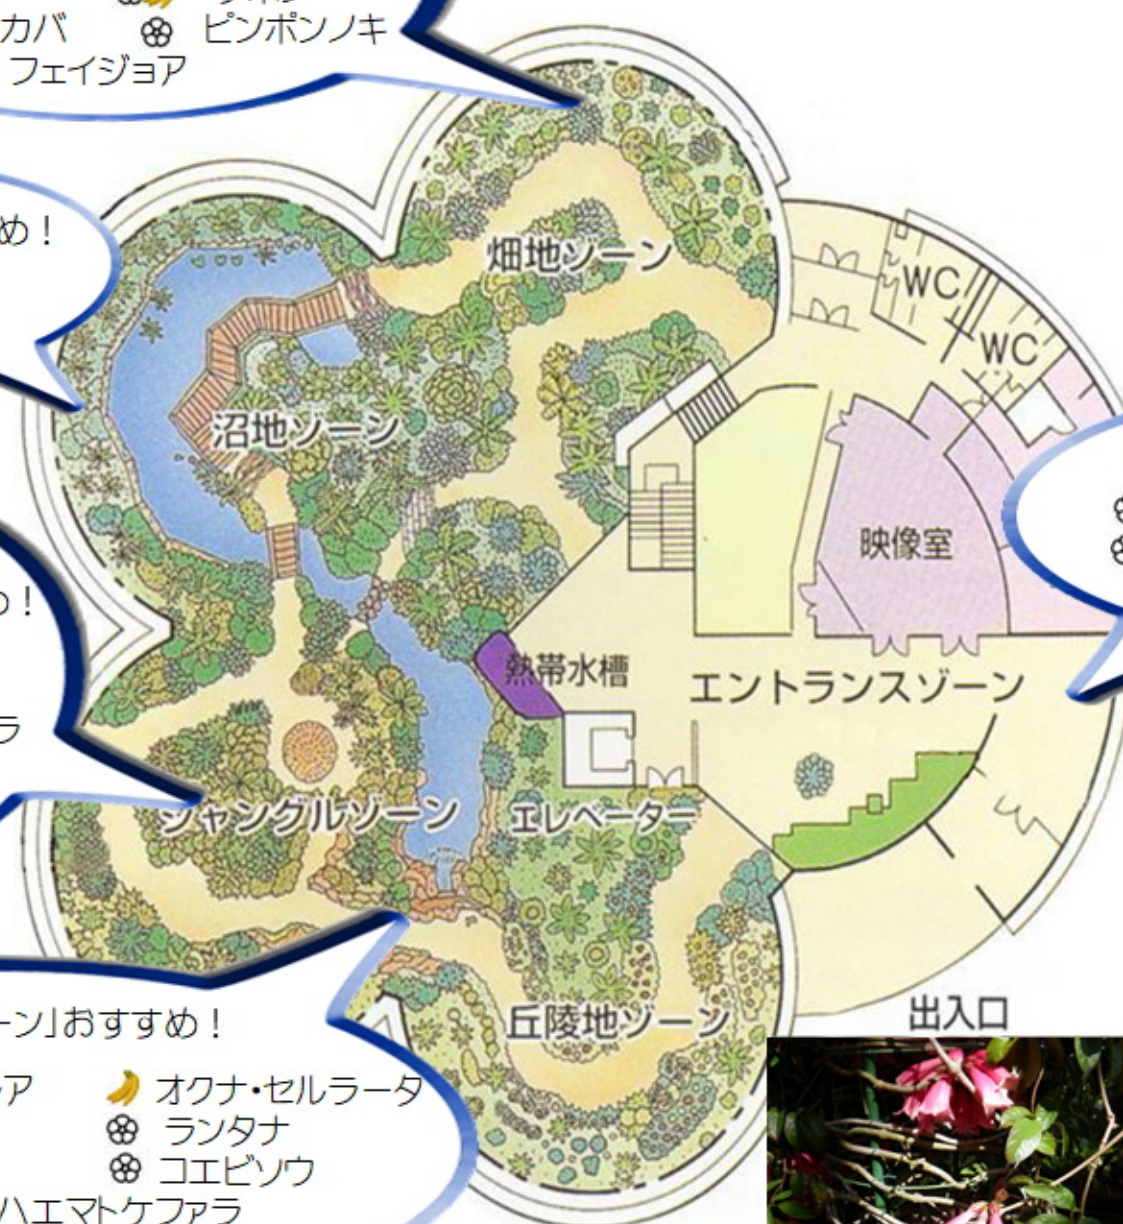 カバ ピンポンノキ
フェイジョア
め！
畑地ゾーン
WC
WC
沼地ゾーン
映像室
！
ラ
熱帯水槽
エントランスゾーン
ジャングルゾーン
エレベーター
丘陵地ゾーン
出入口
ーン」おすすめ！
ア オクナ・セルラータ
ランタナ
コエビソウ
ハエマトケファラ